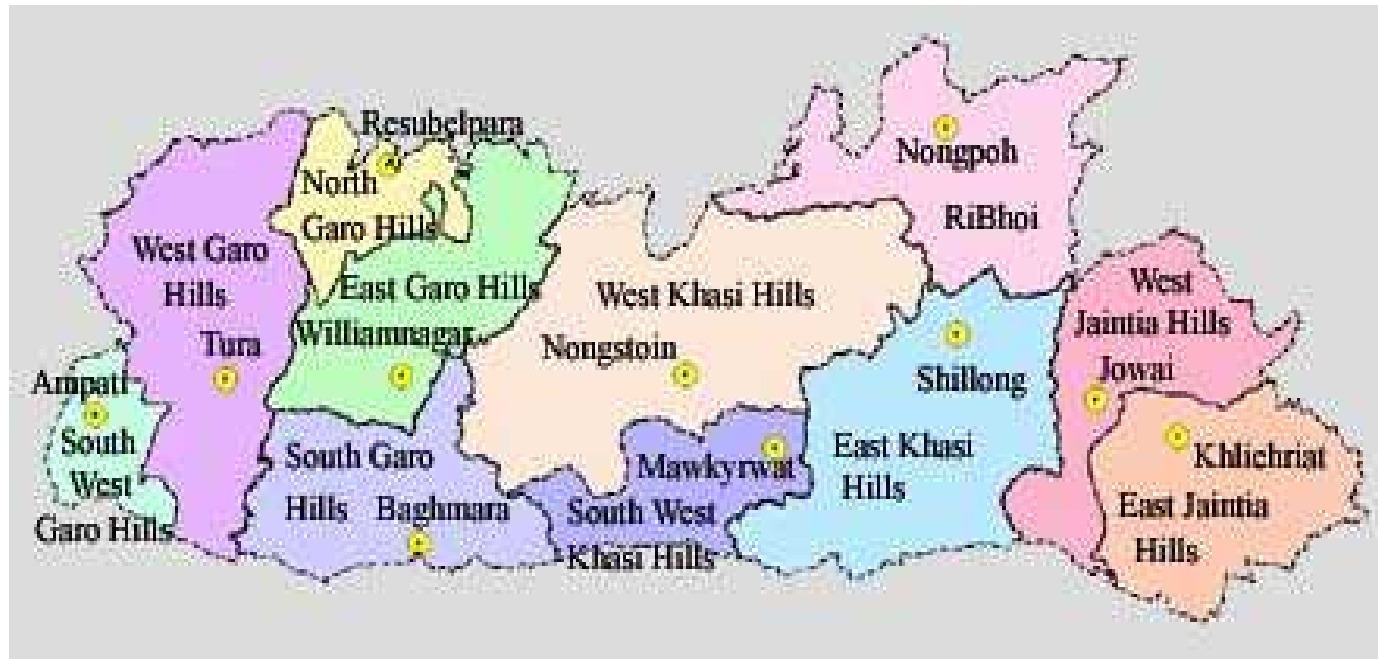 Resubelpara
North
Garo Hills
West Garo
Hills
Tura
East Garo Hills
Williamnagar
Ampati
South
West
Garo Hills
South Garo
Hills
Baghmara
West Khasi Hills
Nongstoin
Mawkyrwat
South West
Khasi Hills
Nongpoh
RiBhoi
Shillong
East Khasi
Hills
West
Jaintia Hills
Jowai
Khliehriat
East Jaintia
Hills